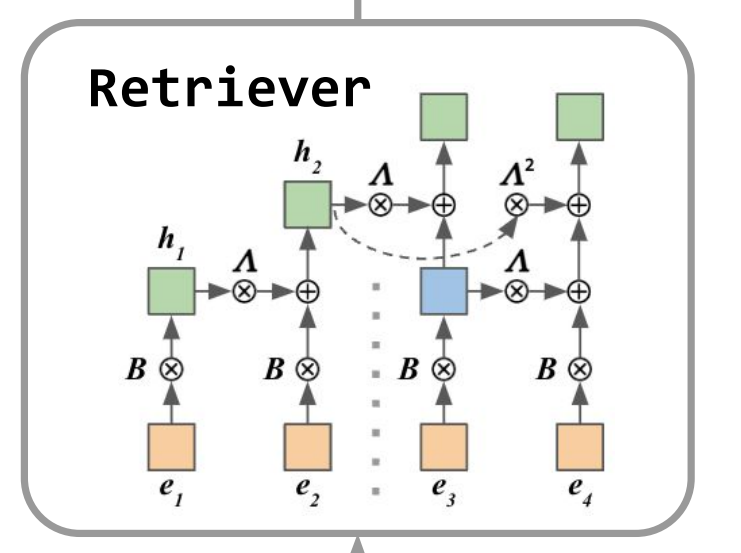 Retriever
h₂ Λ Λ²
h₁ Λ Λ
B B B B
e₁ e₂ e₃ e₄